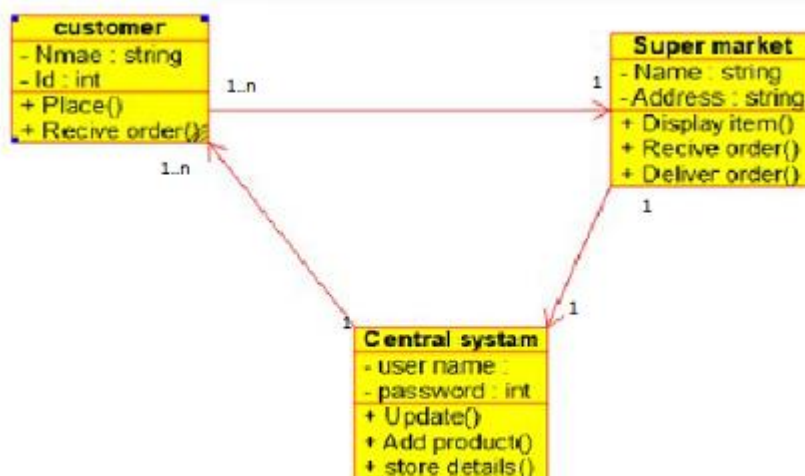 customer
- Nmae : string
- Id : int
+ Place()
+ Recive order()
1..n
1
Super market
- Name : string
- Address : string
+ Display item()
+ Recive order()
+ Deliver order()
1..n
1
1
1
Central systam
- user name :
- password : int
+ Update()
+ Add product()
+ store details()